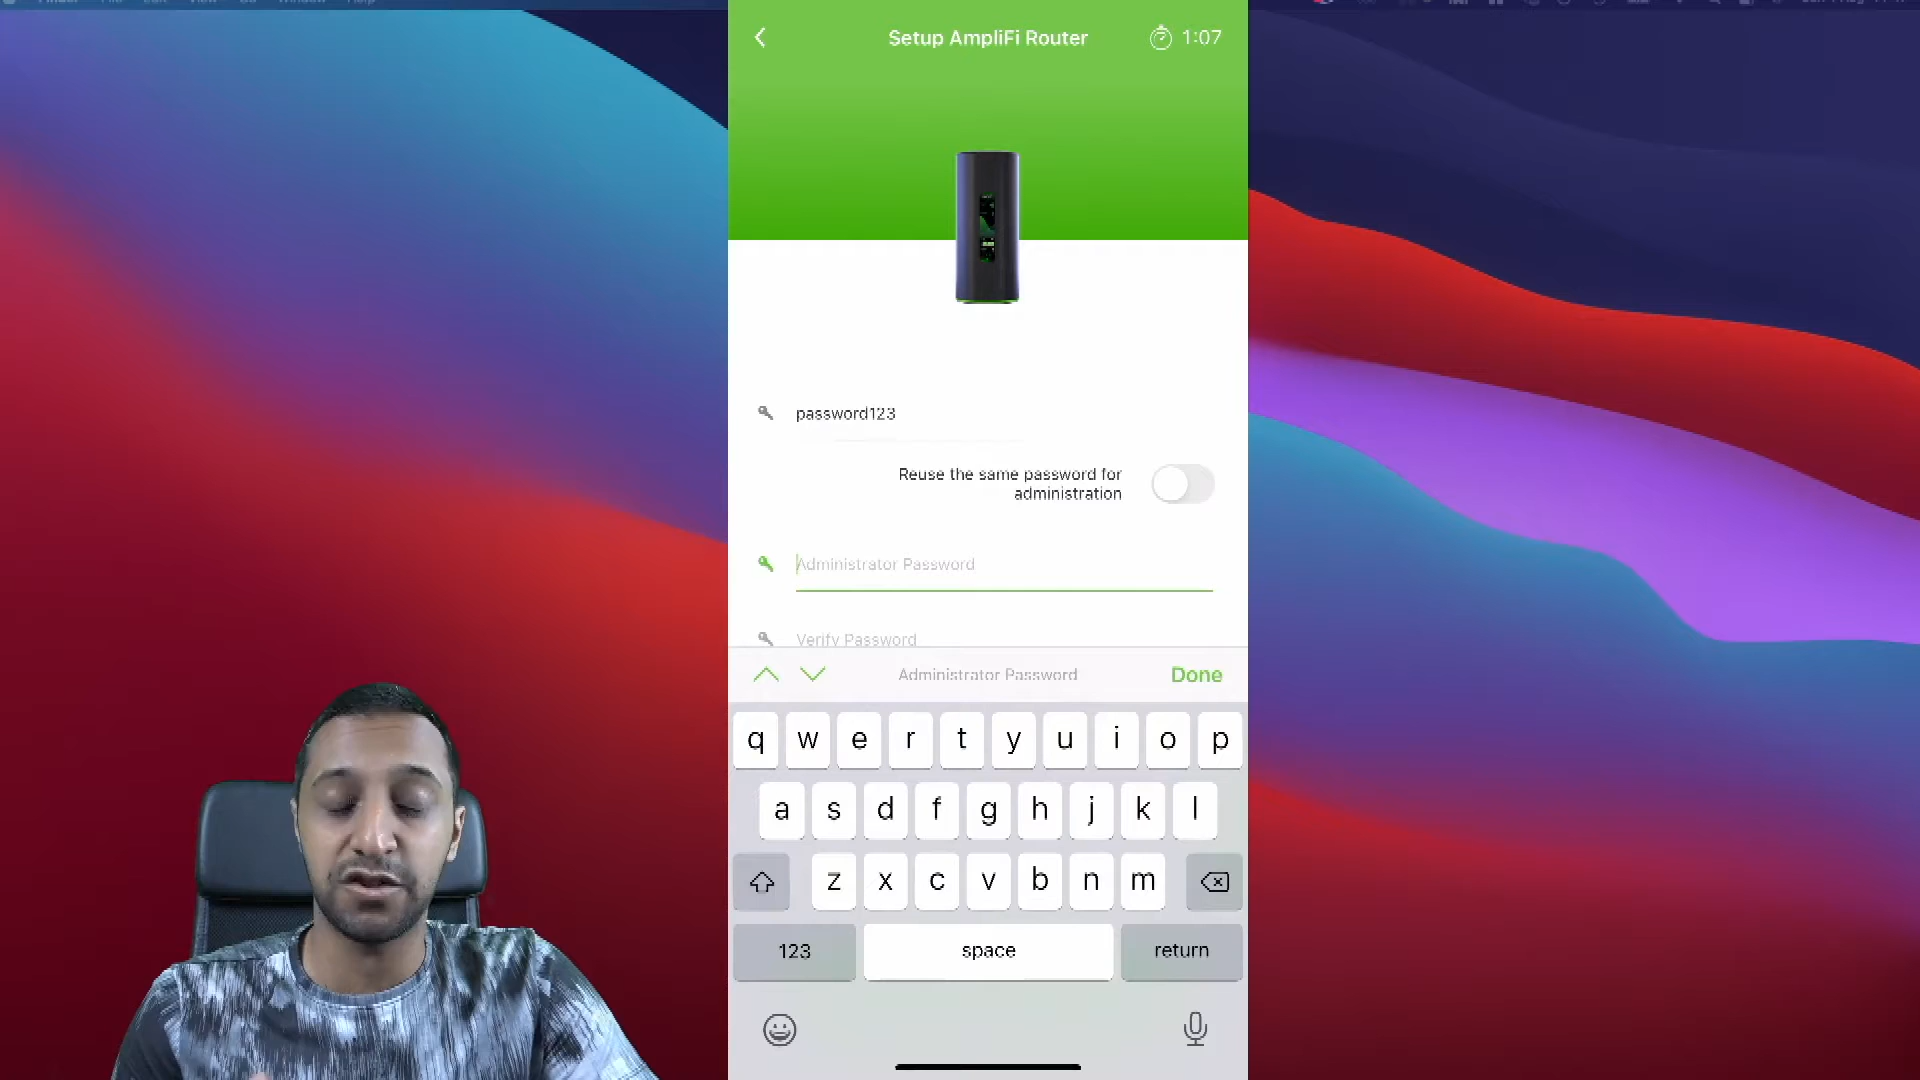 Setup AmpliFi Router
1:07
password123
Reuse the same password for
administration
Administrator Password
Verify Password
Administrator Password
Done
q w e r t y u i o p
a s d f g h j k l
z x c v b n m
123
space
return